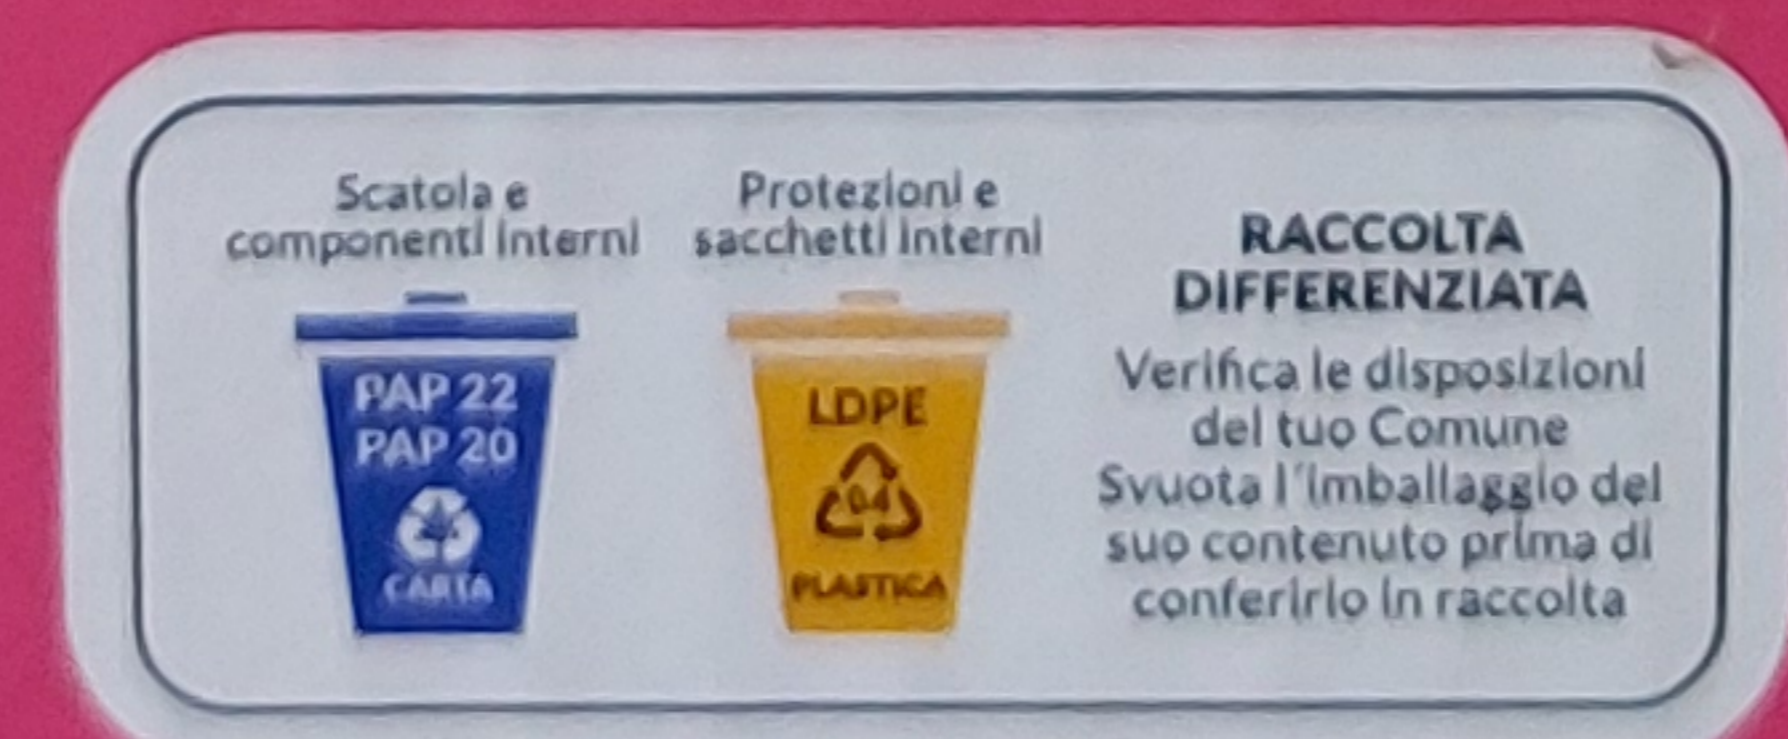 Scatola e
componenti interni
PAP 22
PAP 20
CARTA
Protezioni e
sacchetti interni
LDPE
04
PLASTICA
RACCOLTA
DIFFERENZIATA
Verifica le disposizioni
del tuo Comune
Svuota l'imballaggio del
suo contenuto prima di
conferirlo in raccolta